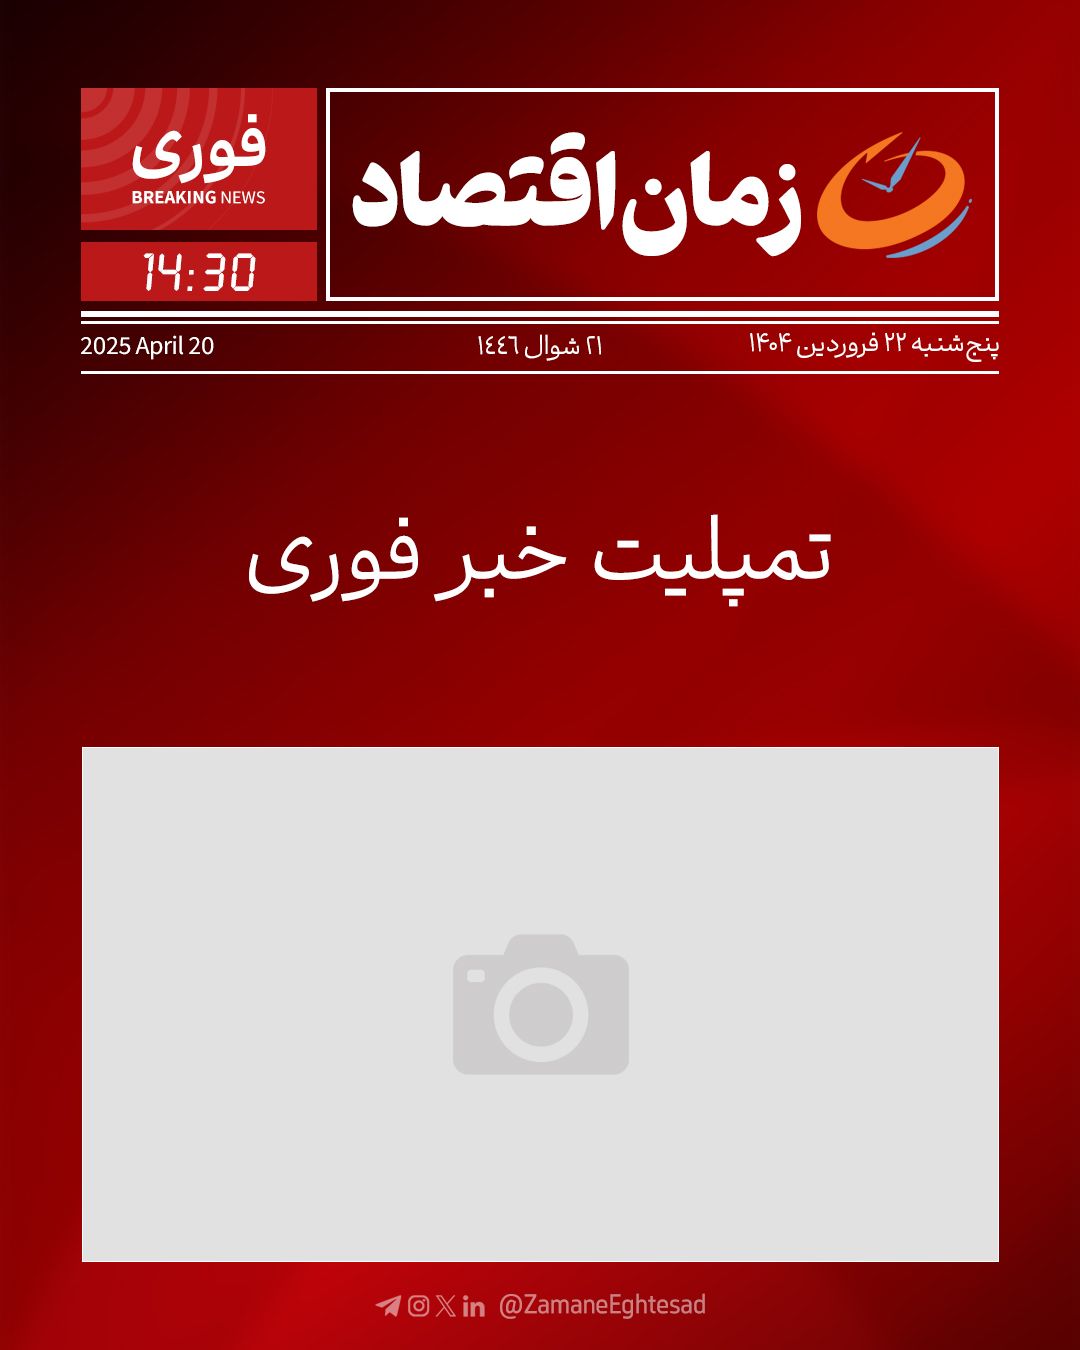 زمان اقتصاد
فوری
BREAKING NEWS
14:30
پنج‌شنبه ۲۲ فروردین ۱۴۰۴
٢١ شوال ١٤٤٦
2025 April 20
تمپلیت خبر فوری
@ZamaneEghtesad